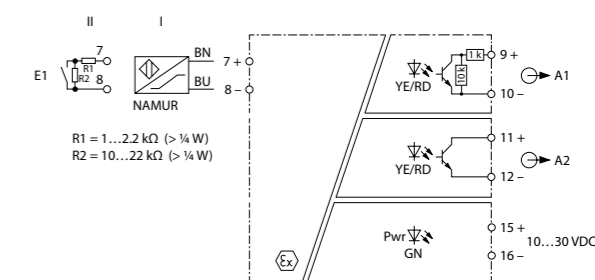 II I
E1
7
8
R1
R2
NAMUR
BN
BU
7 +
8 –
R1 = 1…2.2 kΩ (> ¼ W)
R2 = 10…22 kΩ (> ¼ W)
YE/RD
1 k
10 k
9 +
10 –
A1
YE/RD
11 +
12 –
A2
Pwr
GN
15 +
16 –
10…30 VDC
εx